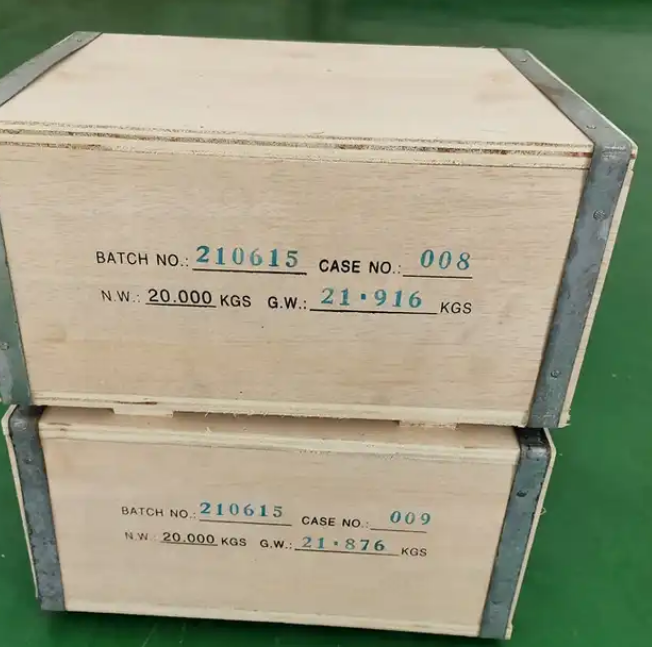 BATCH NO.: 210615 CASE NO.: 008
N.W.: 20.000 KGS G.W.: 21·916 KGS
BATCH NO.: 210615 CASE NO.: 009
N.W. 20.000 KGS G.W.: 21·876 KGS